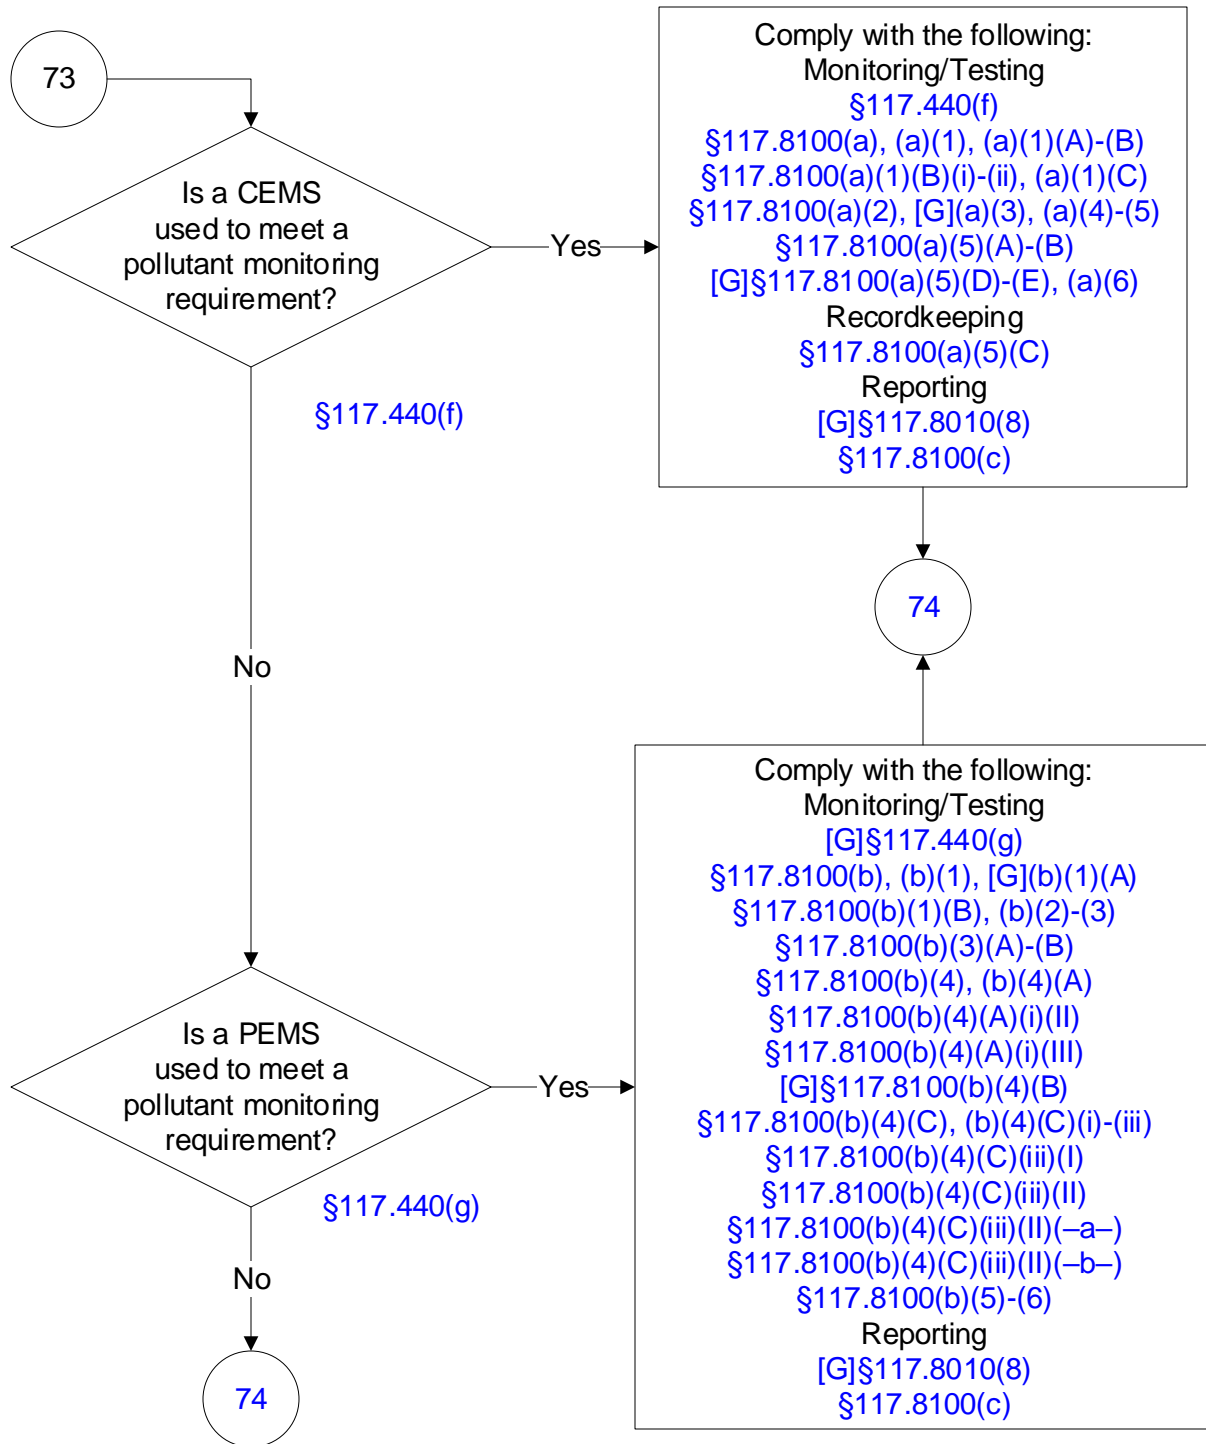 73
Is a CEMS
used to meet a
pollutant monitoring
requirement?
Yes
Comply with the following:
Monitoring/Testing
§117.440(f)
§117.8100(a), (a)(1), (a)(1)(A)-(B)
§117.8100(a)(1)(B)(i)-(ii), (a)(1)(C)
§117.8100(a)(2), [G](a)(3), (a)(4)-(5)
§117.8100(a)(5)(A)-(B)
[G]§117.8100(a)(5)(D)-(E), (a)(6)
Recordkeeping
§117.8100(a)(5)(C)
Reporting
[G]§117.8010(8)
§117.8100(c)
§117.440(f)
74
No
Is a PEMS
used to meet a
pollutant monitoring
requirement?
Yes
Comply with the following:
Monitoring/Testing
[G]§117.440(g)
§117.8100(b), (b)(1), [G](b)(1)(A)
§117.8100(b)(1)(B), (b)(2)-(3)
§117.8100(b)(3)(A)-(B)
§117.8100(b)(4), (b)(4)(A)
§117.8100(b)(4)(A)(i)(II)
§117.8100(b)(4)(A)(i)(III)
[G]§117.8100(b)(4)(B)
§117.8100(b)(4)(C), (b)(4)(C)(i)-(iii)
§117.8100(b)(4)(C)(iii)(I)
§117.8100(b)(4)(C)(iii)(II)
§117.8100(b)(4)(C)(iii)(II)(–a–)
§117.8100(b)(4)(C)(iii)(II)(–b–)
§117.8100(b)(5)-(6)
Reporting
[G]§117.8010(8)
§117.8100(c)
§117.440(g)
No
74